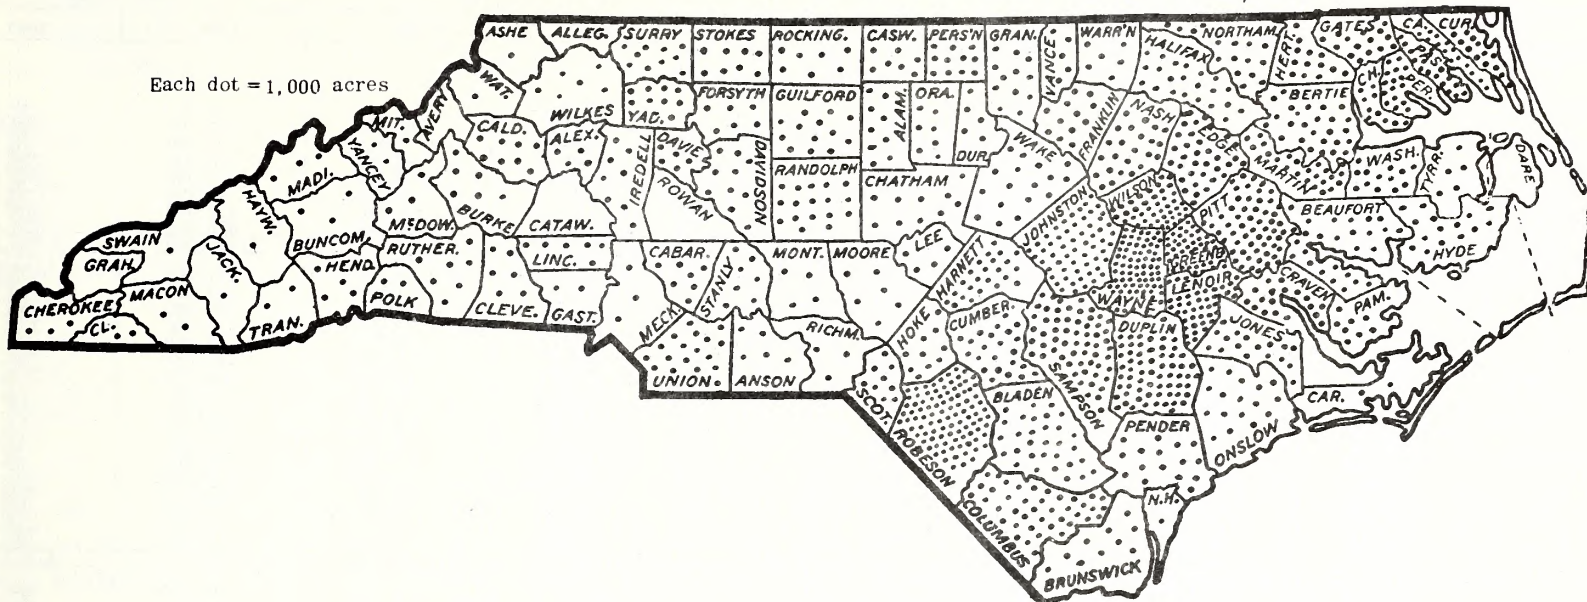 Each dot = 1,000 acres
ASHE
ALLEG.
SURRY
STOKES
ROCKING.
CASW.
PERS'N
GRAN.
VANCE
WARR'N
HALIFAX
NORTHAM.
HERT.
GATES
CA.
CUR.
PASQ.
PER.
CH.
WAT.
WILKES
YAD.
FORSYTH
GUILFORD
ALAM.
ORA.
DUR.
FRANKLIN
NASH
EDGE.
BERTIE
MIT.
AVERY
CALD.
ALEX.
IREDELL
DAVIE
DAVIDSON
RANDOLPH
CHATHAM
WAKE
WILSON
MARTIN
WASH.
TYRR.
DARE
MADI.
YANCEY
HAYW.
BUNCOM.
McDOW.
BURKE
CATAW.
ROWAN
JOHNSTON
PITT
BEAUFORT
HYDE
SWAIN
GRAH.
JACK.
HEND.
RUTHER.
LINC.
CABAR.
STANLY
MONT.
MOORE
LEE
HARNETT
GREENE
WAYNE
LENOIR
CRAVEN
PAM.
CHEROKEE
CL.
MACON
TRAN.
POLK
CLEVE.
GAST.
MECK.
UNION
ANSON
RICHM.
HOKE
SCOT.
CUMBER.
SAMPSON
DUPLIN
JONES
CAR.
ROBESON
BLADEN
PENDER
ONSLOW
COLUMBUS
N.H.
BRUNSWICK